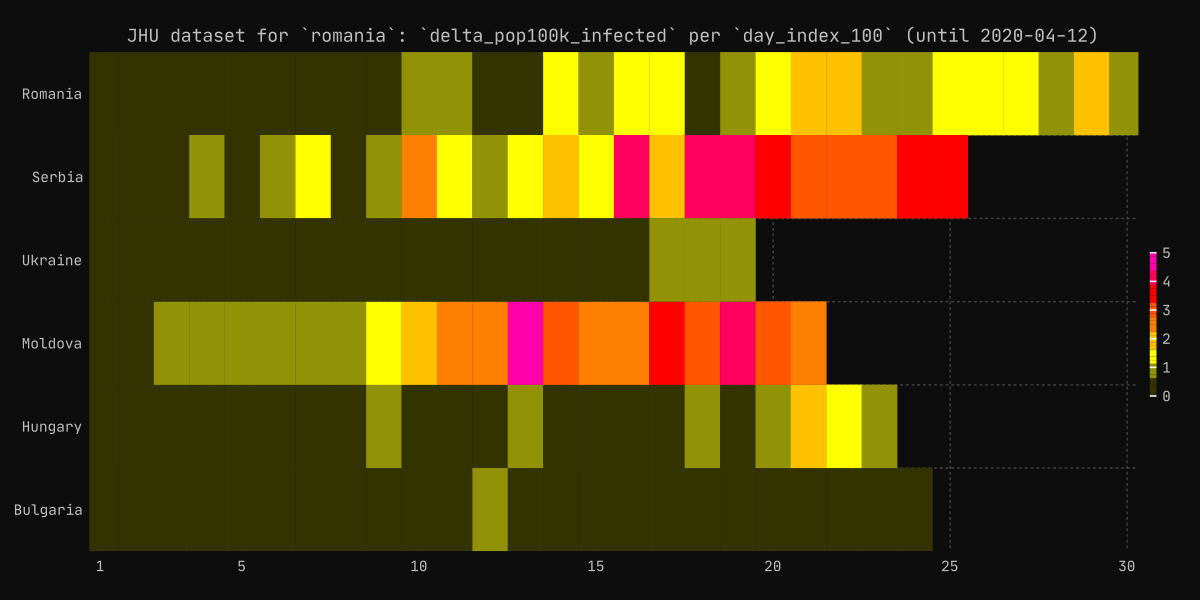 JHU dataset for `romania`: `delta_pop100k_infected` per `day_index_100` (until 2020-04-12)
Romania
Serbia
Ukraine
Moldova
Hungary
Bulgaria
5
4
3
2
1
0
1 5 10 15 20 25 30